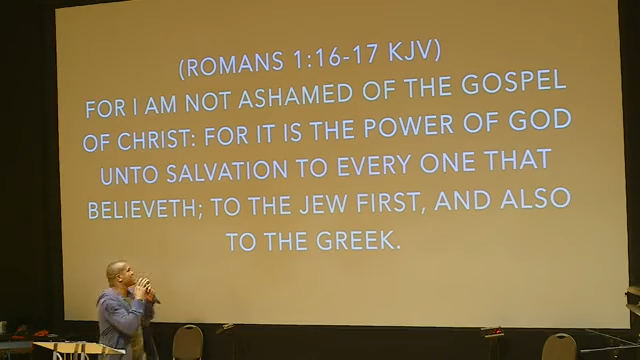 (ROMANS 1:16-17 KJV)
FOR I AM NOT ASHAMED OF THE GOSPEL
OF CHRIST: FOR IT IS THE POWER OF GOD
UNTO SALVATION TO EVERY ONE THAT
BELIEVETH; TO THE JEW FIRST, AND ALSO
TO THE GREEK.